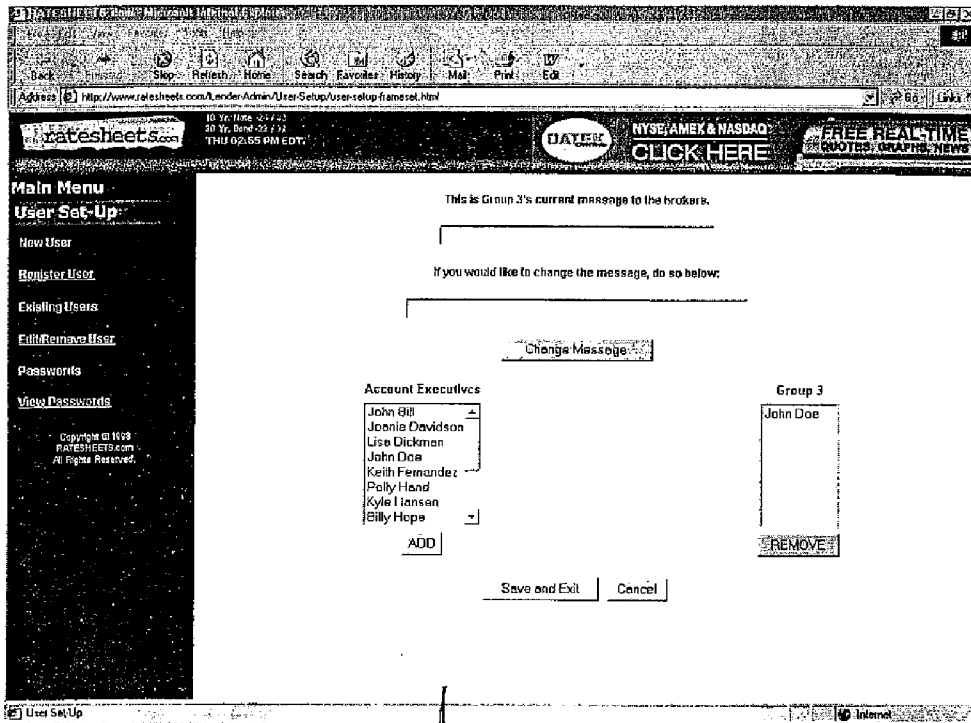 Back
Stop
Refresh
Home
Search
Favorites
History
Mail
Print
Edit
Address http://www.ratesheets.com/Lender-Admin/User-Setup/user-setup-frameset.html
Go Links
ratesheets.com
10 Yr. Note
30 Yr. Bond
THU 02:55 PM EDT
DATEK
NYSE, AMEX & NASDAQ
CLICK HERE
FREE REAL-TIME
QUOTES, GRAPHS, NEWS
Main Menu
User Set-Up
New User
Register User
Existing Users
Edit/Remove User
Passwords
View Passwords
Copyright © 1999
RATESHEETS.com
All Rights Reserved.
This is Group 3's current message to the brokers.
If you would like to change the message, do so below:
Change Message
Account Executives
John Bill
Joanie Davidson
Lisa Dickman
John Doe
Keith Fernandez
Polly Hand
Kyle Hansen
Billy Hope
ADD
Group 3
John Doe
REMOVE
Save and Exit
Cancel
User Set-Up
Internet